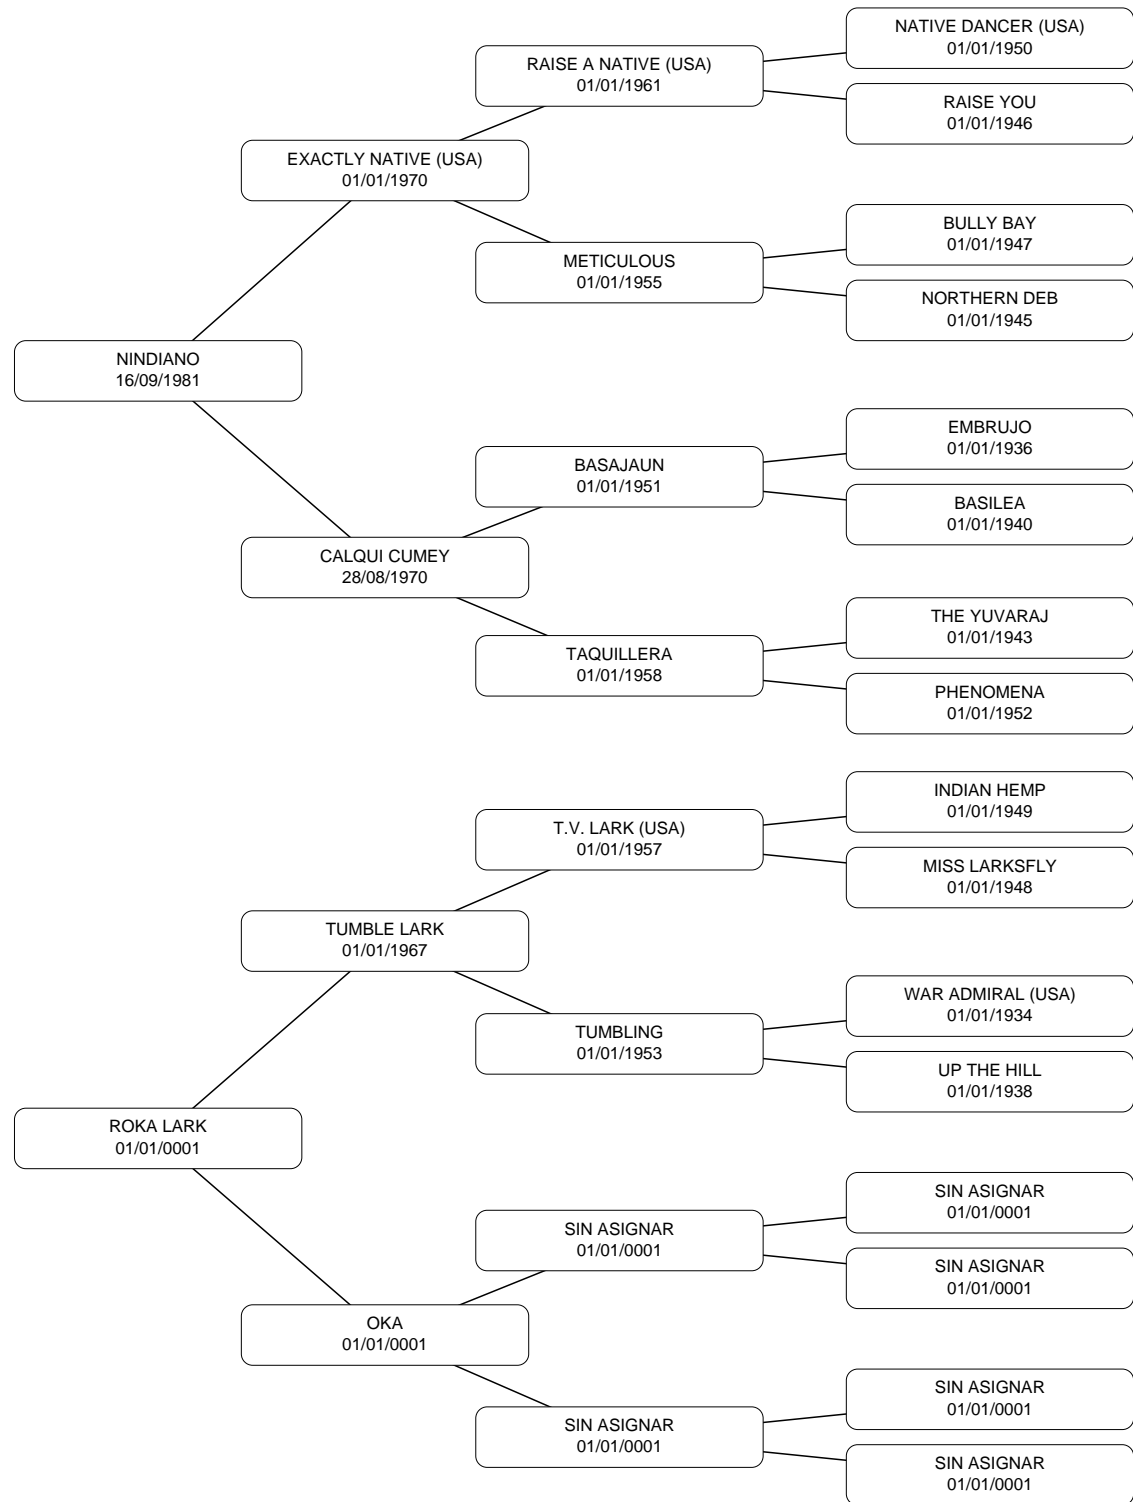 NATIVE DANCER (USA)
01/01/1950
RAISE A NATIVE (USA)
01/01/1961
RAISE YOU
01/01/1946
EXACTLY NATIVE (USA)
01/01/1970
BULLY BAY
01/01/1947
METICULOUS
01/01/1955
NORTHERN DEB
01/01/1945
NINDIANO
16/09/1981
EMBRUJO
01/01/1936
BASAJAUN
01/01/1951
BASILEA
01/01/1940
CALQUI CUMEY
28/08/1970
THE YUVARAJ
01/01/1943
TAQUILLERA
01/01/1958
PHENOMENA
01/01/1952
INDIAN HEMP
01/01/1949
T.V. LARK (USA)
01/01/1957
MISS LARKSFLY
01/01/1948
TUMBLE LARK
01/01/1967
WAR ADMIRAL (USA)
01/01/1934
TUMBLING
01/01/1953
UP THE HILL
01/01/1938
ROKA LARK
01/01/0001
SIN ASIGNAR
01/01/0001
SIN ASIGNAR
01/01/0001
SIN ASIGNAR
01/01/0001
OKA
01/01/0001
SIN ASIGNAR
01/01/0001
SIN ASIGNAR
01/01/0001
SIN ASIGNAR
01/01/0001